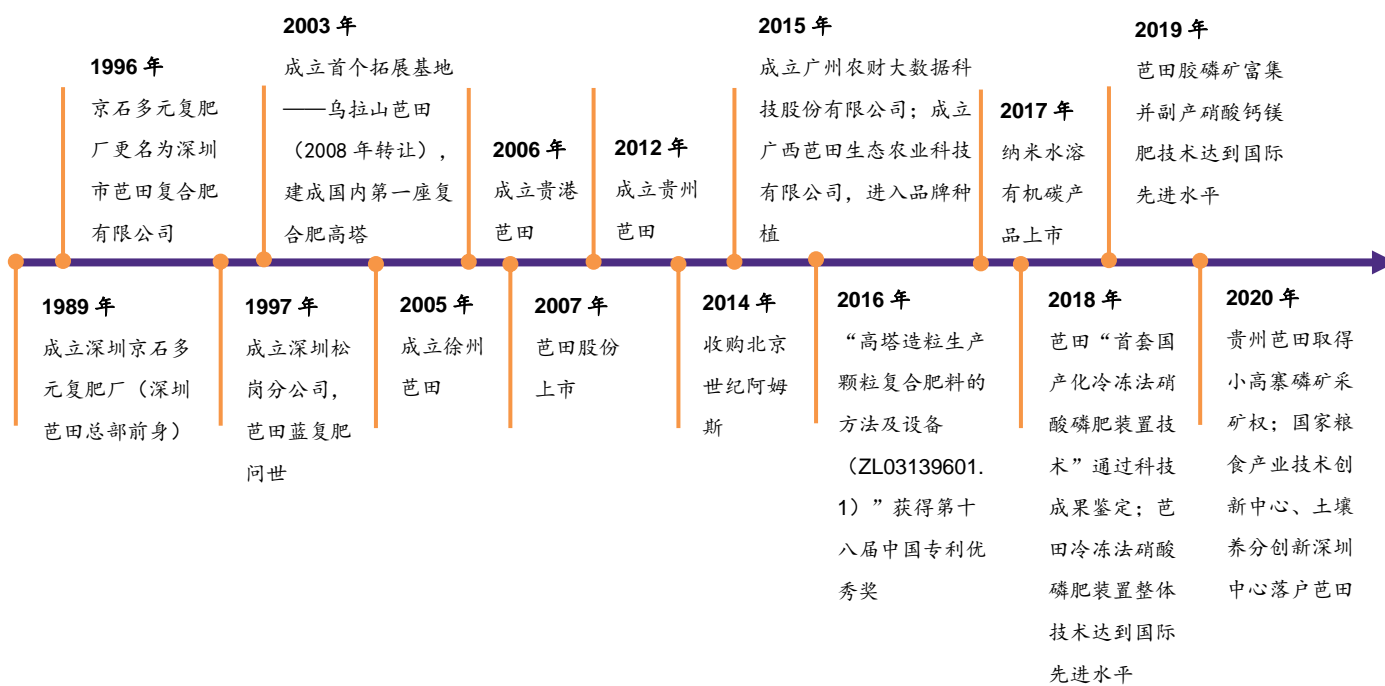 1996 年
京石多元复肥
厂更名为深圳
市芭田复合肥
有限公司
2003 年
成立首个拓展基地
——乌拉山芭田
（2008 年转让），
建成国内第一座复
合肥高塔
2006 年
成立贵港
芭田
2012 年
成立贵州
芭田
2015 年
成立广州农财大数据科
技股份有限公司；成立
广西芭田生态农业科技
有限公司，进入品牌种
植
2017 年
纳米水溶
有机碳产
品上市
2019 年
芭田胶磷矿富集
并副产硝酸钙镁
肥技术达到国际
先进水平
1989 年
成立深圳京石多
元复肥厂（深圳
芭田总部前身）
1997 年
成立深圳松
岗分公司，
芭田蓝复肥
问世
2005 年
成立徐州
芭田
2007 年
芭田股份
上市
2014 年
收购北京
世纪阿姆
斯
2016 年
“高塔造粒生产
颗粒复合肥料的
方法及设备
（ZL03139601.
1）”获得第十
八届中国专利优
秀奖
2018 年
芭田“首套国
产化冷冻法硝
酸磷肥装置技
术”通过科技
成果鉴定；芭
田冷冻法硝酸
磷肥装置整体
技术达到国际
先进水平
2020 年
贵州芭田取得
小高寨磷矿采
矿权；国家粮
食产业技术创
新中心、土壤
养分创新深圳
中心落户芭田